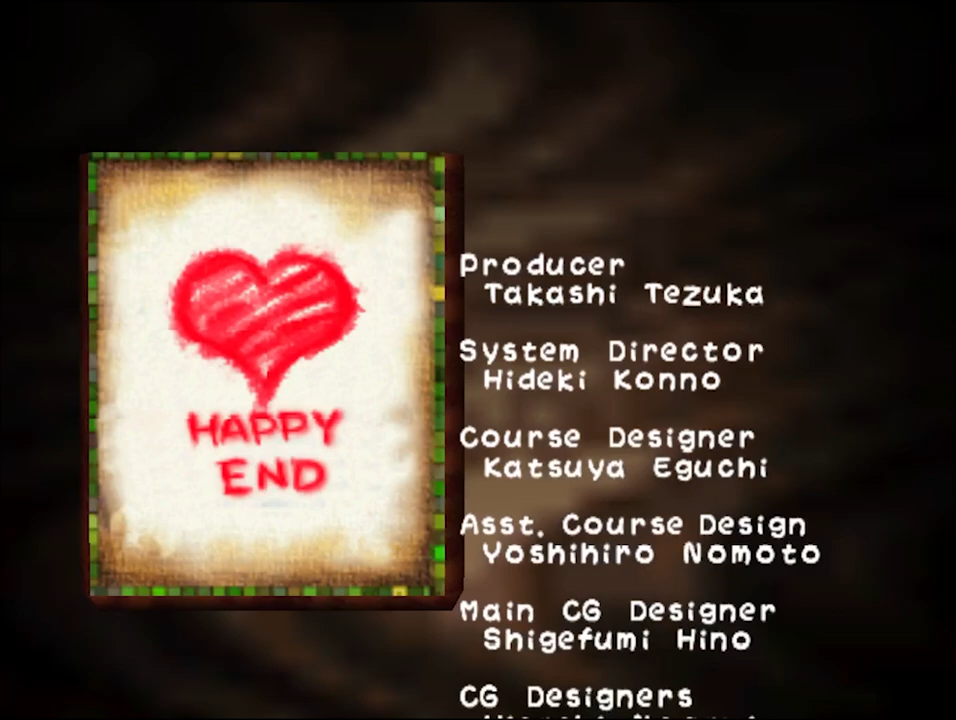 HAPPY
END
Producer
Takashi Tezuka
System Director
Hideki Konno
Course Designer
Katsuya Eguchi
Asst. Course Design
Yoshihiro Nomoto
Main CG Designer
Shigefumi Hino
CG Designers